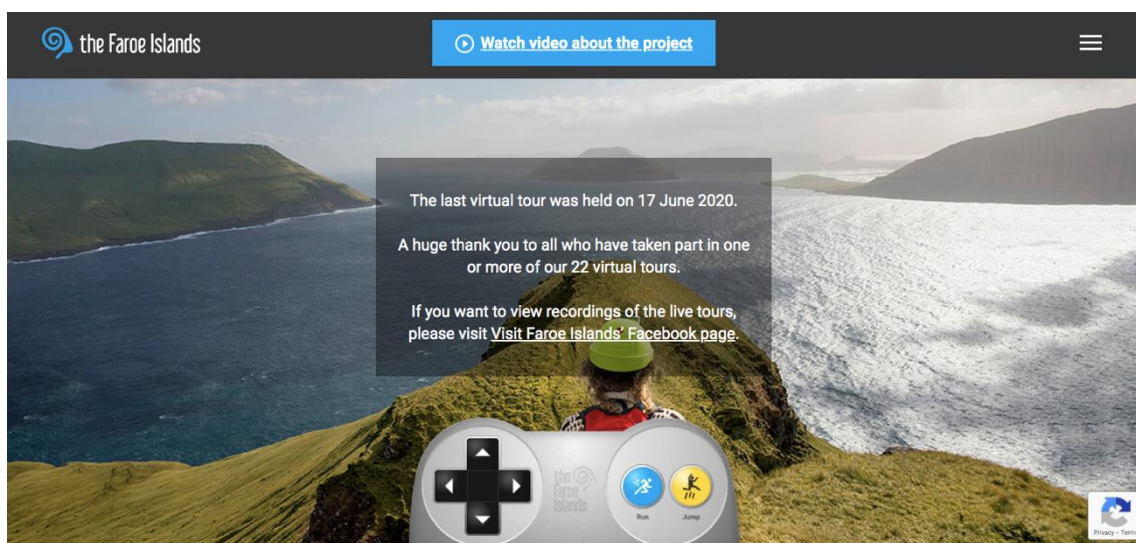 the Faroe Islands
Watch video about the project
The last virtual tour was held on 17 June 2020.
A huge thank you to all who have taken part in one
or more of our 22 virtual tours.
If you want to view recordings of the live tours,
please visit Visit Faroe Islands' Facebook page.
the
Faroe
Islands
Run
Jump
Privacy - Terms